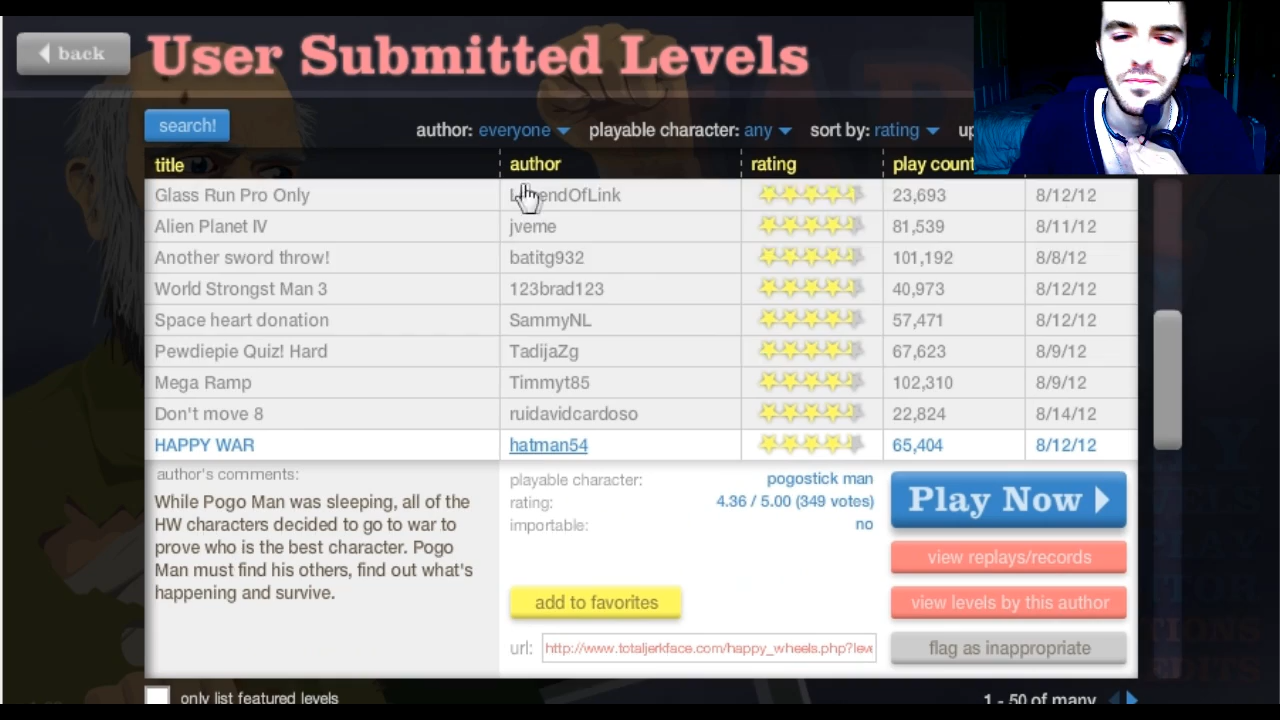 back
User Submitted Levels
search!
author: everyone playable character: any sort by: rating up
title author rating play count
Glass Run Pro Only 23,693 8/12/12
Alien Planet IV jverne 81,539 8/11/12
Another sword throw! batitg932 101,192 8/8/12
World Strongst Man 3 123brad123 40,973 8/12/12
Space heart donation SammyNL 57,471 8/12/12
Pewdiepie Quiz! Hard TadijaZg 67,623 8/9/12
Mega Ramp Timmyt85 102,310 8/9/12
Don't move 8 ruidavidcardoso 22,824 8/14/12
HAPPY WAR hatman54 65,404 8/12/12
author's comments:
While Pogo Man was sleeping, all of the
HW characters decided to go to war to
prove who is the best character. Pogo
Man must find his others, find out what's
happening and survive.
playable character: pogostick man
rating: 4.36 / 5.00 (349 votes)
importable: no
add to favorites
url: http://www.totaljerkface.com/happy_wheels.php?lev
Play Now
view replays/records
view levels by this author
flag as inappropriate
only list featured levels
1 - 50 of many